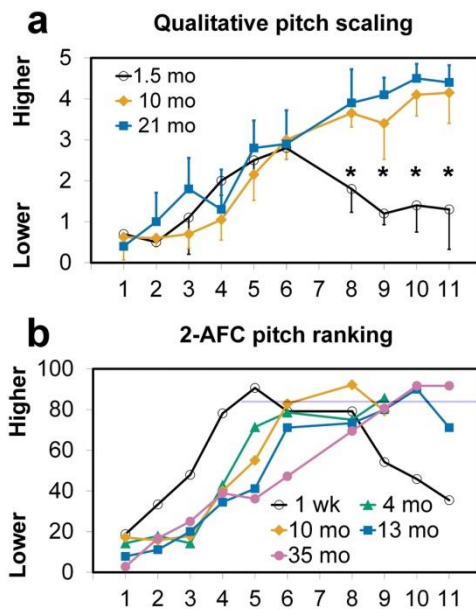 a
Qualitative pitch scaling
Higher
Lower
5
4
3
2
1
0
1.5 mo
10 mo
21 mo
* * * *
1 2 3 4 5 6 7 8 9 10 11
b
2-AFC pitch ranking
Higher
Lower
100
80
60
40
20
0
1 wk 4 mo
10 mo 13 mo
35 mo
1 2 3 4 5 6 7 8 9 10 11